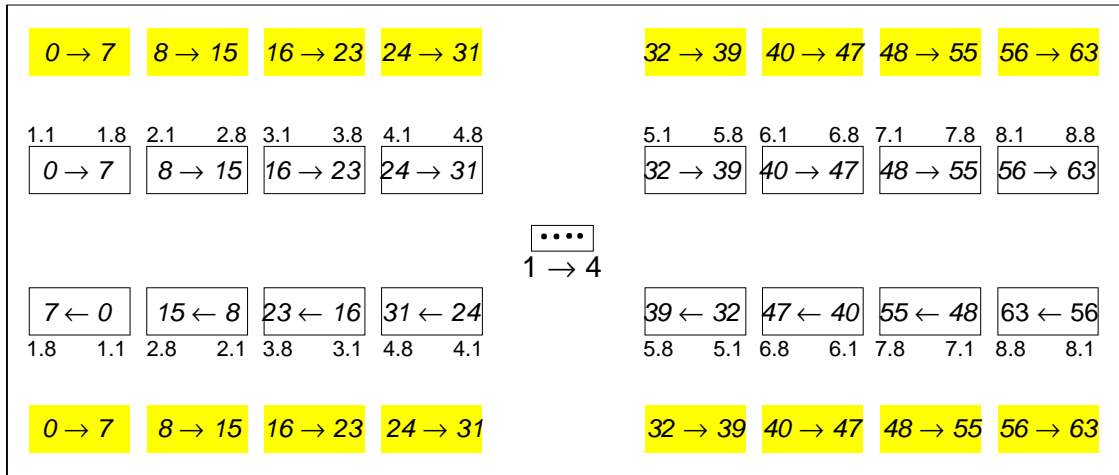 0 → 7 8 → 15 16 → 23 24 → 31 32 → 39 40 → 47 48 → 55 56 → 63
1.1 1.8 2.1 2.8 3.1 3.8 4.1 4.8 5.1 5.8 6.1 6.8 7.1 7.8 8.1 8.8
0 → 7 8 → 15 16 → 23 24 → 31 32 → 39 40 → 47 48 → 55 56 → 63
••••
1 → 4
7 ← 0 15 ← 8 23 ← 16 31 ← 24 39 ← 32 47 ← 40 55 ← 48 63 ← 56
1.8 1.1 2.8 2.1 3.8 3.1 4.8 4.1 5.8 5.1 6.8 6.1 7.8 7.1 8.8 8.1
0 → 7 8 → 15 16 → 23 24 → 31 32 → 39 40 → 47 48 → 55 56 → 63